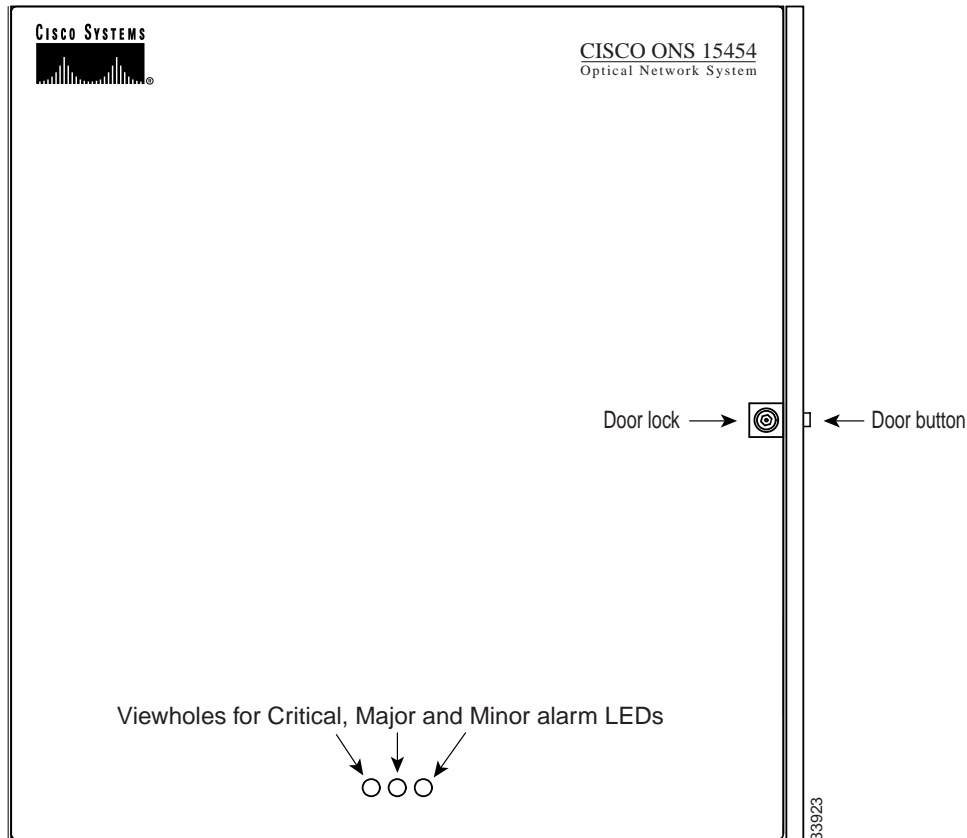 CISCO SYSTEMS
®
CISCO ONS 15454
Optical Network System
Door lock
Door button
Viewholes for Critical, Major and Minor alarm LEDs
33923